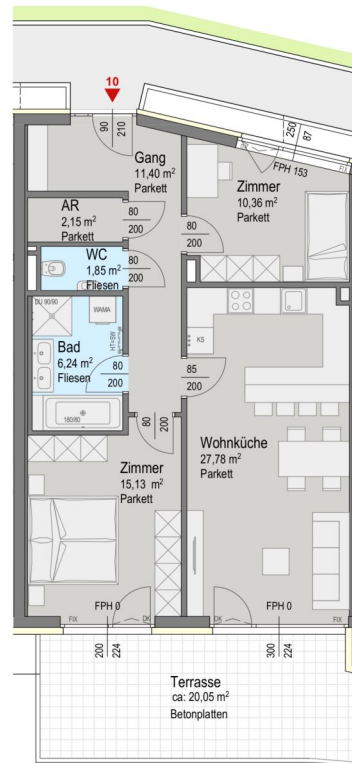 10
90
210
250
87
FIX
FPH 153
Gang
11,40 m²
Parkett
Zimmer
10,36 m²
Parkett
AR
2,15 m²
Parkett
80
200
80
200
WC
1,85 m²
Fliesen
80
200
DU 90/90
WAMA
HT=SW
KS
Bad
6,24 m²
Fliesen
80
200
85
200
180/80
80
200
Wohnküche
27,78 m²
Parkett
Zimmer
15,13 m²
Parkett
FPH 0
FPH 0
FIX
DK
DK
FIX
200
224
300
224
Terrasse
ca: 20,05 m²
Betonplatten